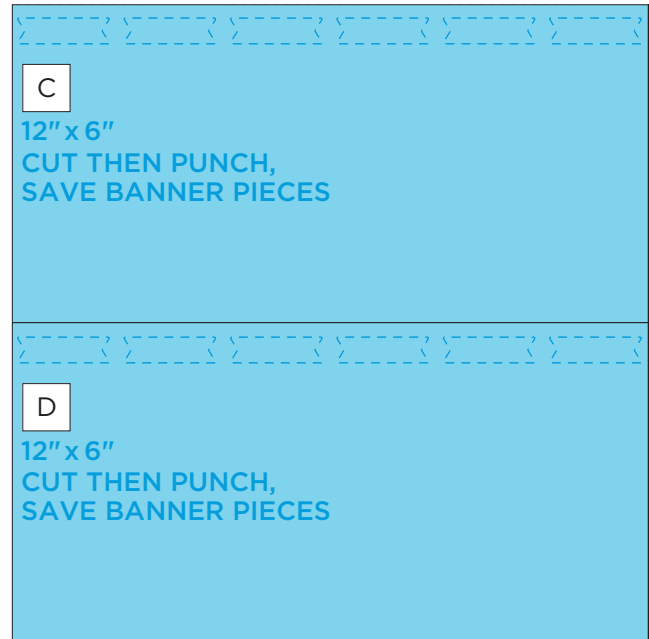 C
12" x 6"
CUT THEN PUNCH,
SAVE BANNER PIECES
D
12" x 6"
CUT THEN PUNCH,
SAVE BANNER PIECES